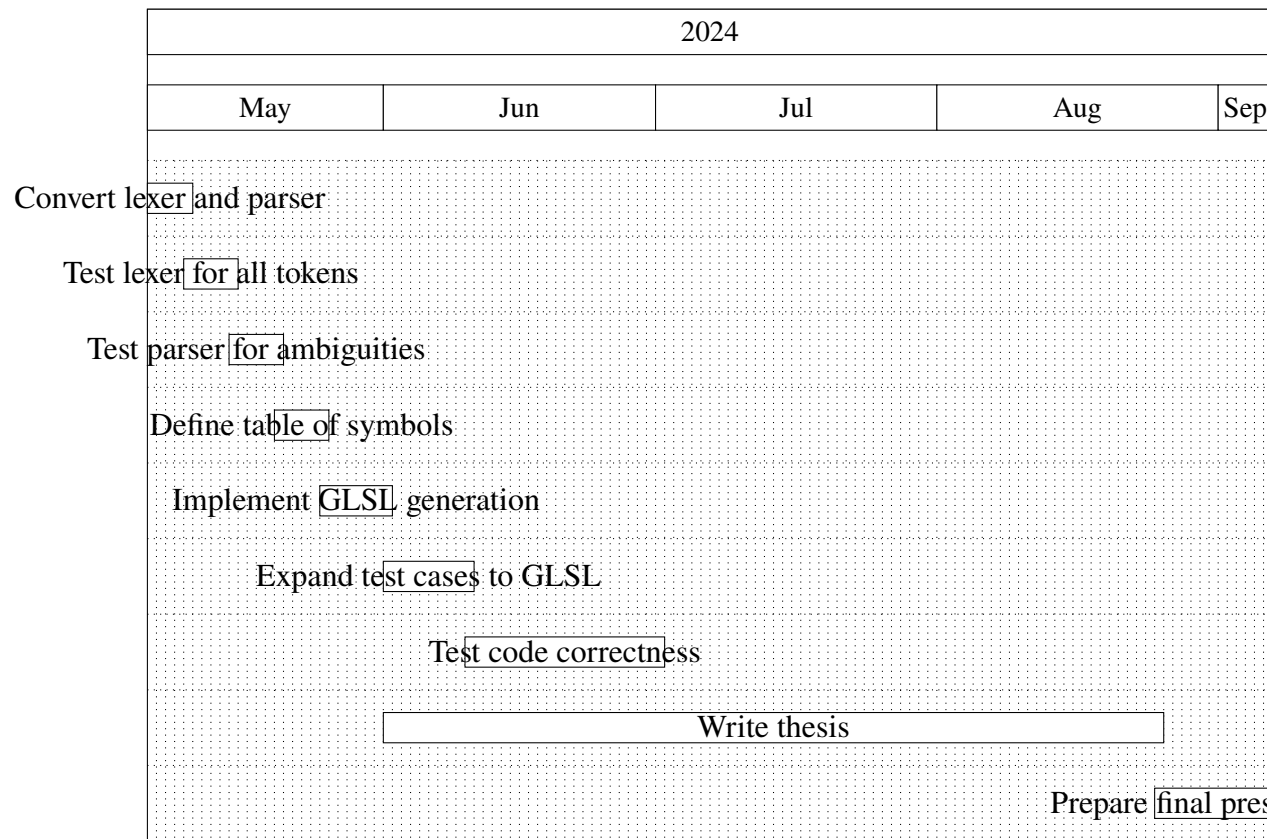 2024
May Jun Jul Aug Sep
Convert lexer and parser
Test lexer for all tokens
Test parser for ambiguities
Define table of symbols
Implement GLSL generation
Expand test cases to GLSL
Test code correctness
Write thesis
Prepare final pres